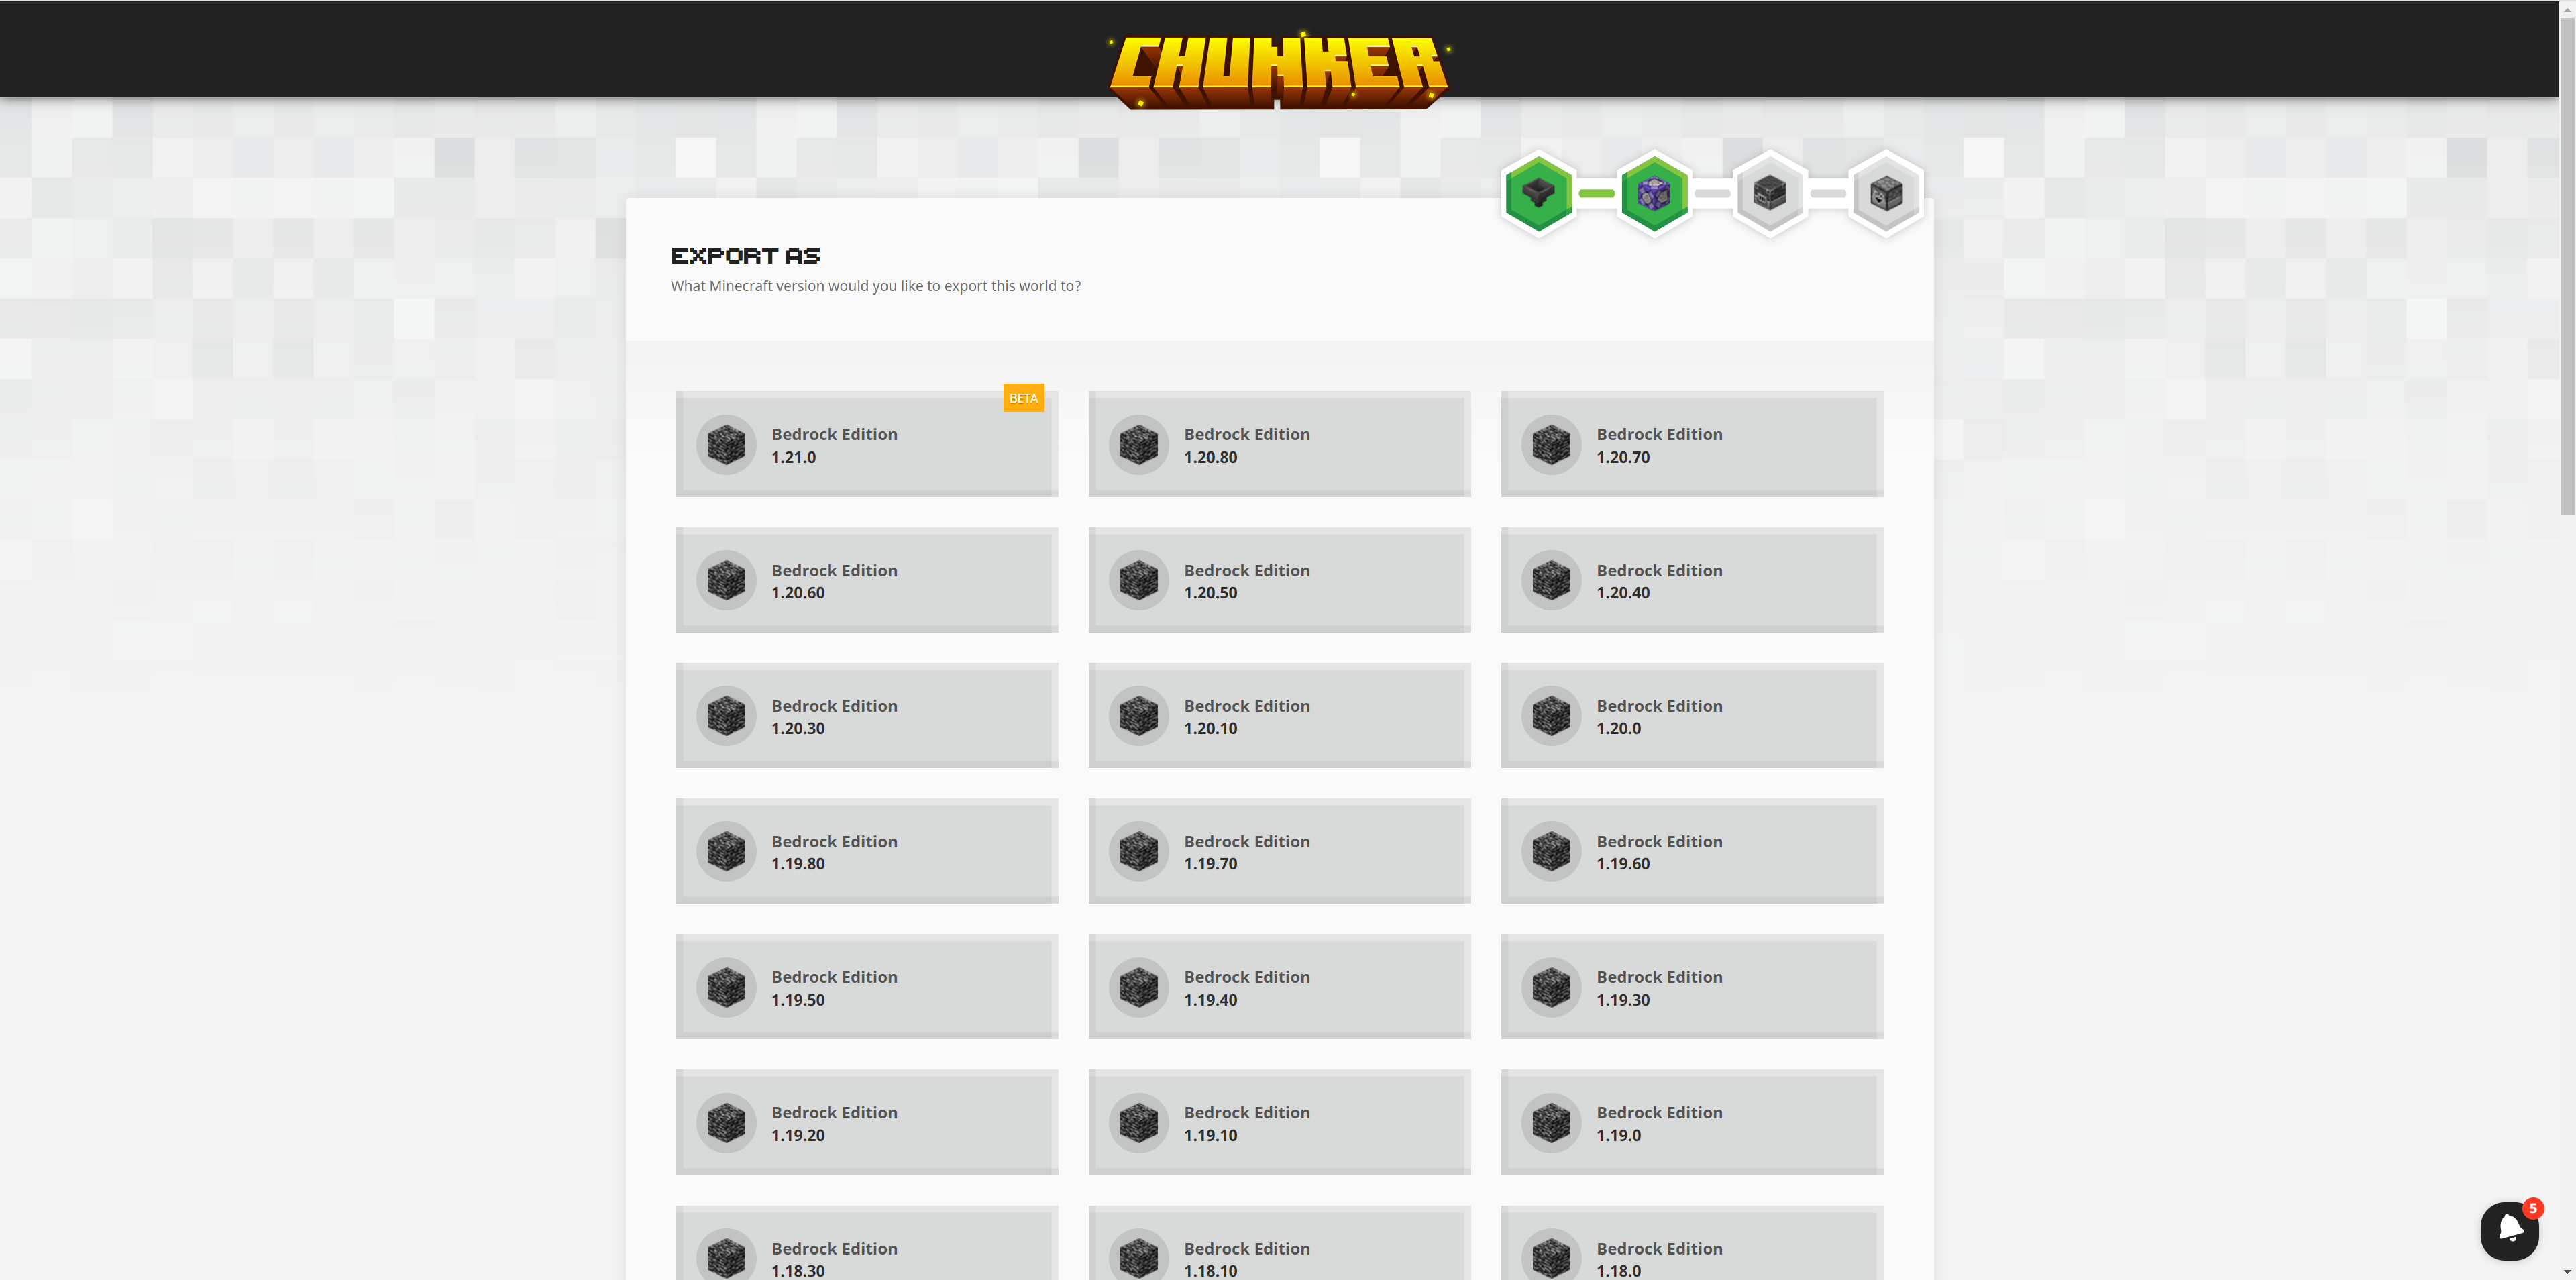 CHUNKER
EXPORT AS
What Minecraft version would you like to export this world to?
BETA
Bedrock Edition
1.21.0
Bedrock Edition
1.20.80
Bedrock Edition
1.20.70
Bedrock Edition
1.20.60
Bedrock Edition
1.20.50
Bedrock Edition
1.20.40
Bedrock Edition
1.20.30
Bedrock Edition
1.20.10
Bedrock Edition
1.20.0
Bedrock Edition
1.19.80
Bedrock Edition
1.19.70
Bedrock Edition
1.19.60
Bedrock Edition
1.19.50
Bedrock Edition
1.19.40
Bedrock Edition
1.19.30
Bedrock Edition
1.19.20
Bedrock Edition
1.19.10
Bedrock Edition
1.19.0
Bedrock Edition
1.18.30
Bedrock Edition
1.18.10
Bedrock Edition
1.18.0
5